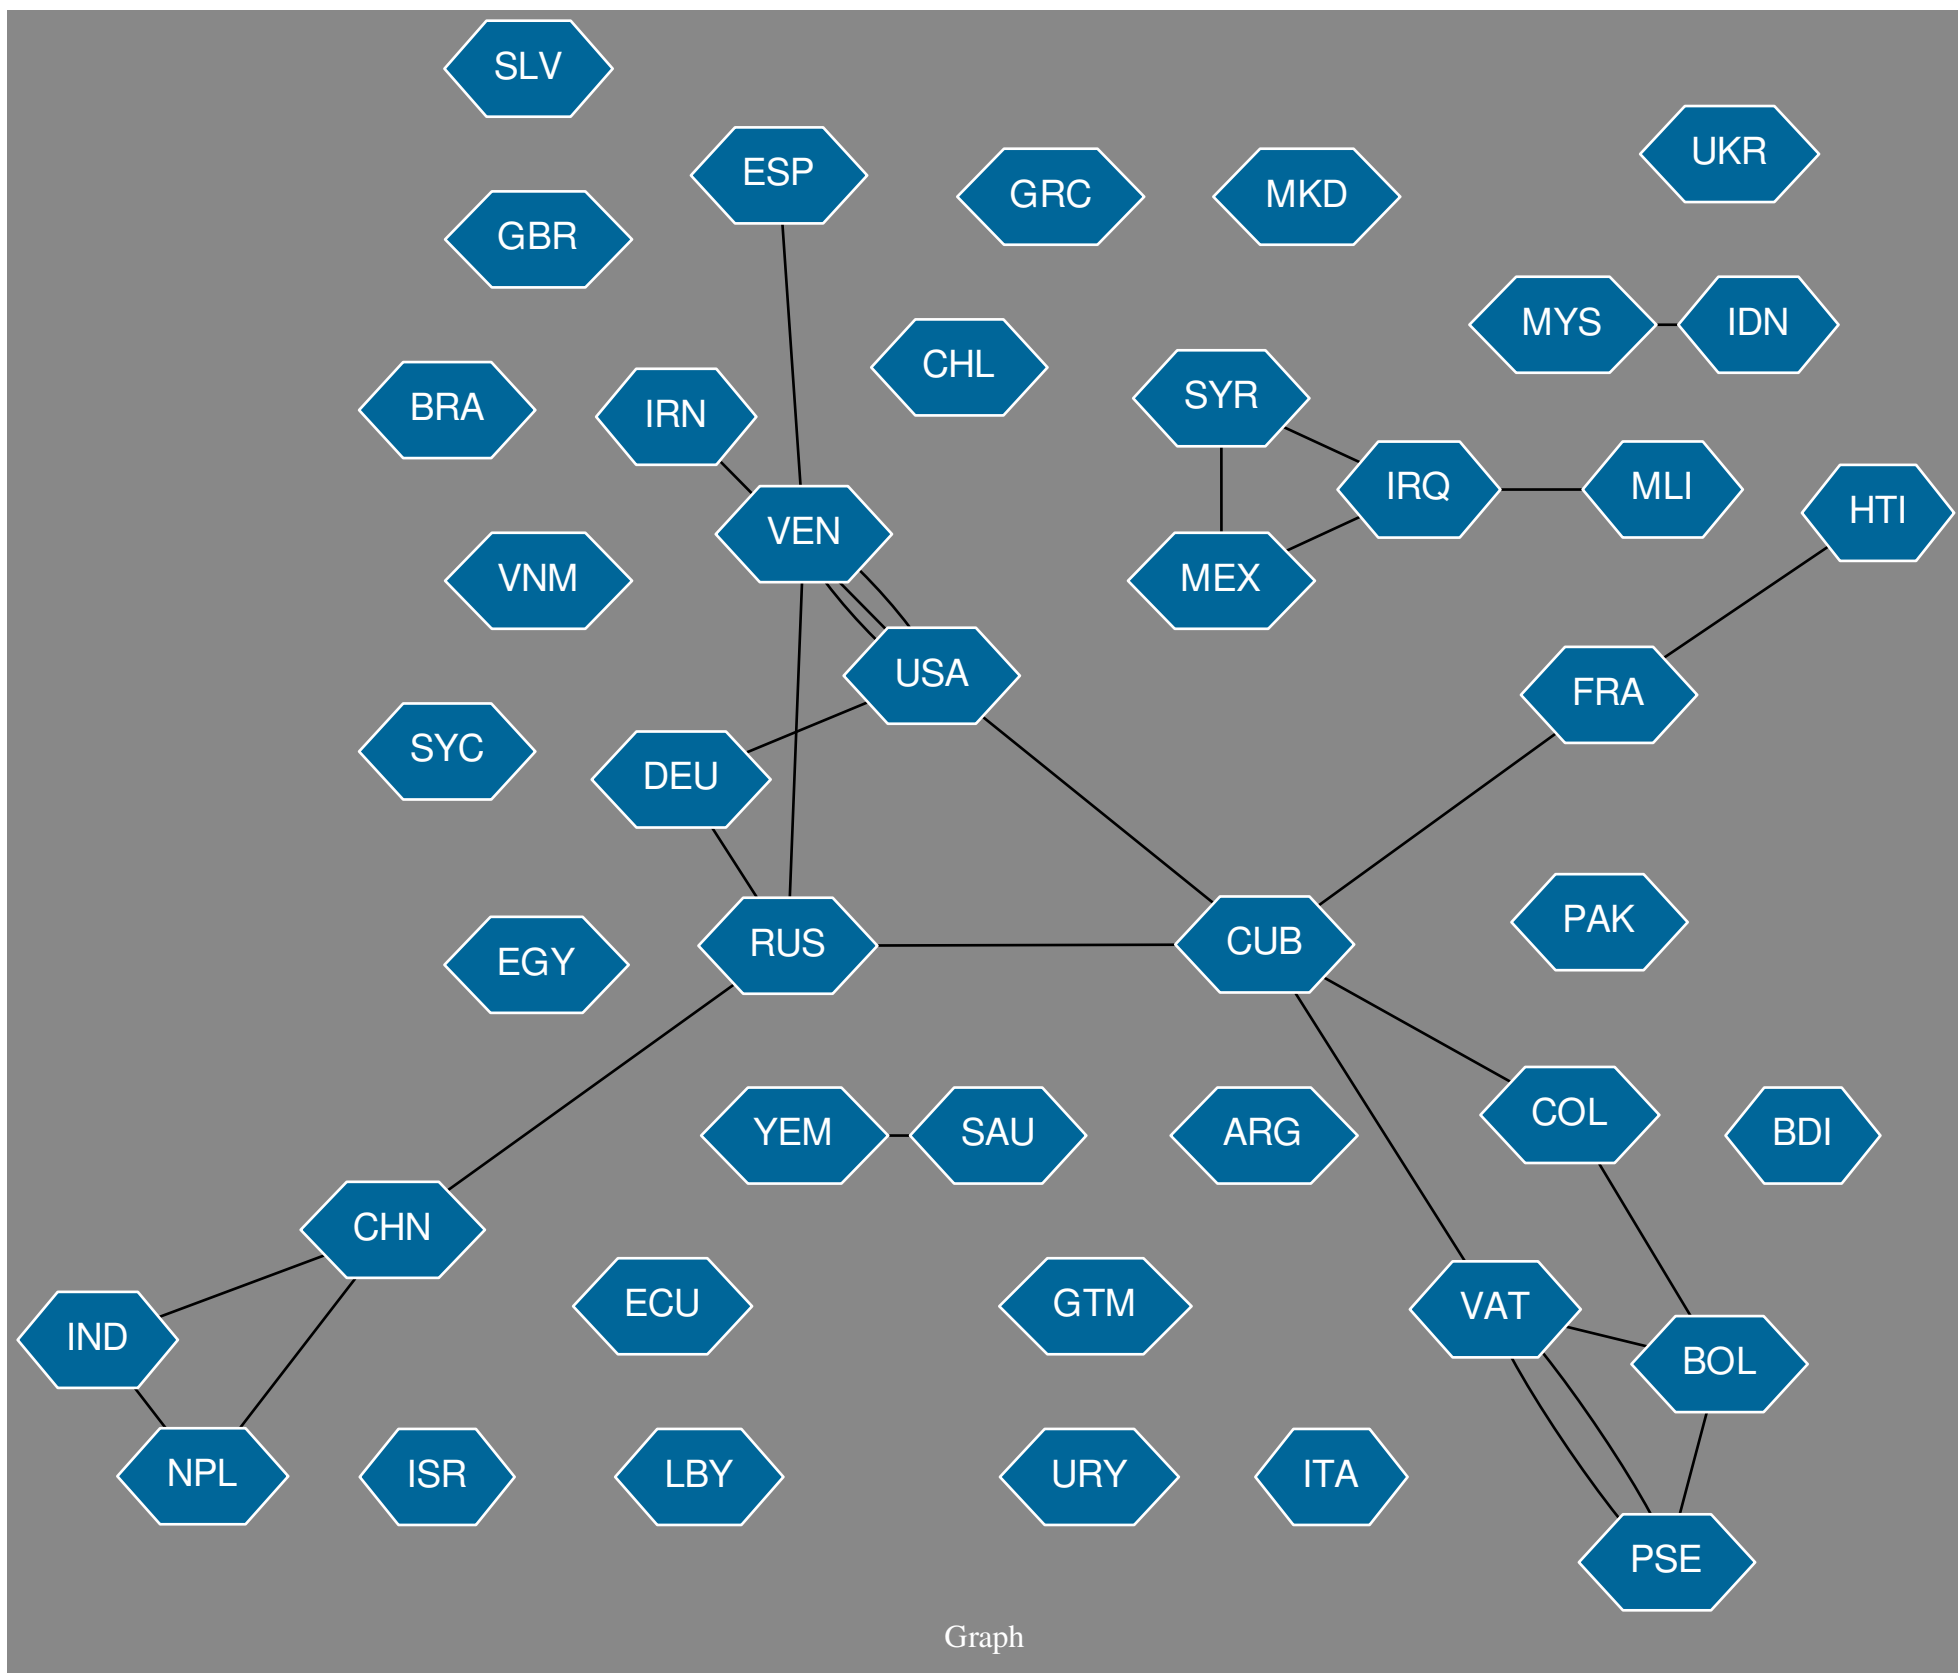 SLV
UKR
ESP
GRC
MKD
GBR
MYS
IDN
CHL
SYR
BRA
IRN
IRQ
MLI
HTI
VEN
VNM
MEX
USA
FRA
SYC
DEU
PAK
RUS
CUB
EGY
COL
YEM
SAU
ARG
BDI
CHN
ECU
GTM
VAT
IND
BOL
NPL
ISR
LBY
URY
ITA
PSE
Graph